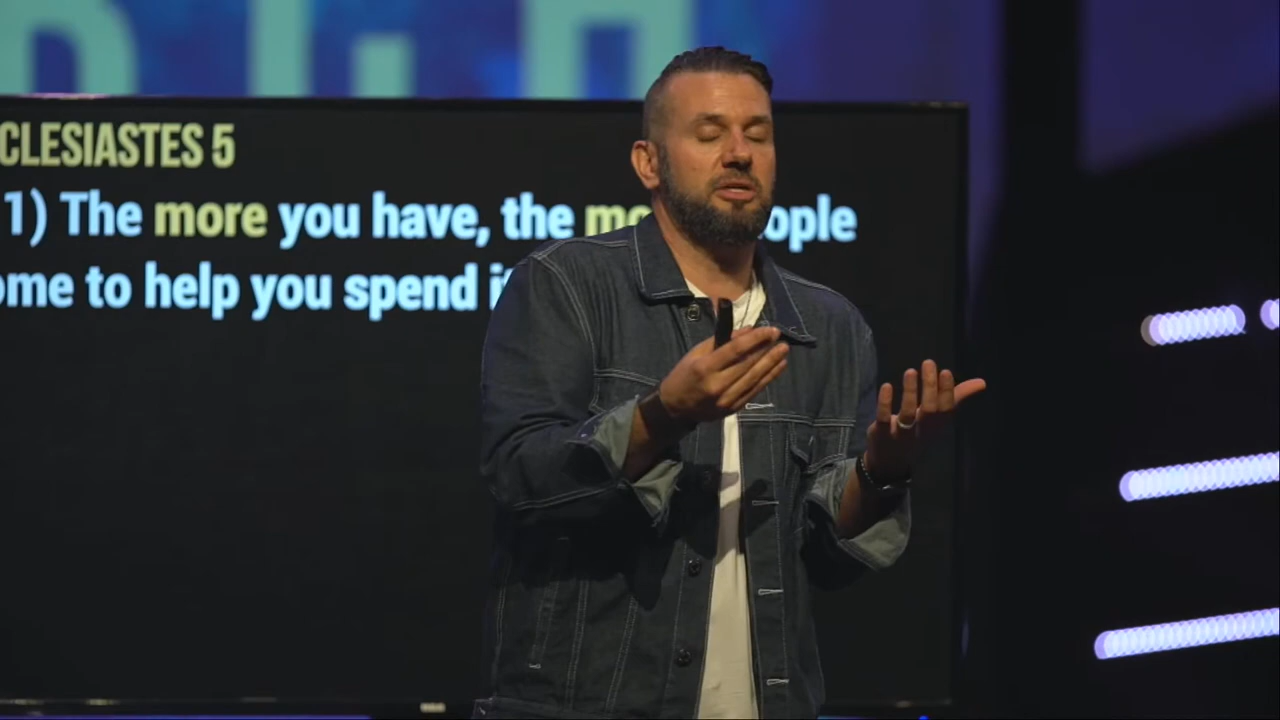 CLESIASTES 5
1) The more you have, the mo ople
ome to help you spend i